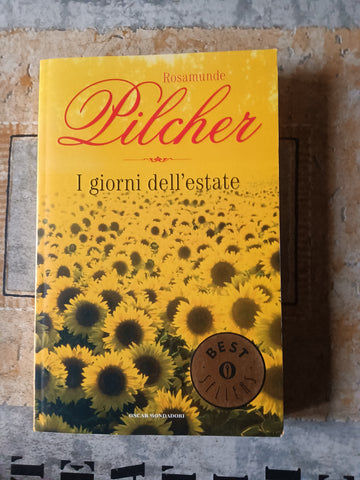 Rosamunde
Pilcher
I giorni dell'estate
BEST
O
SELLERS
OSCAR MONDADORI